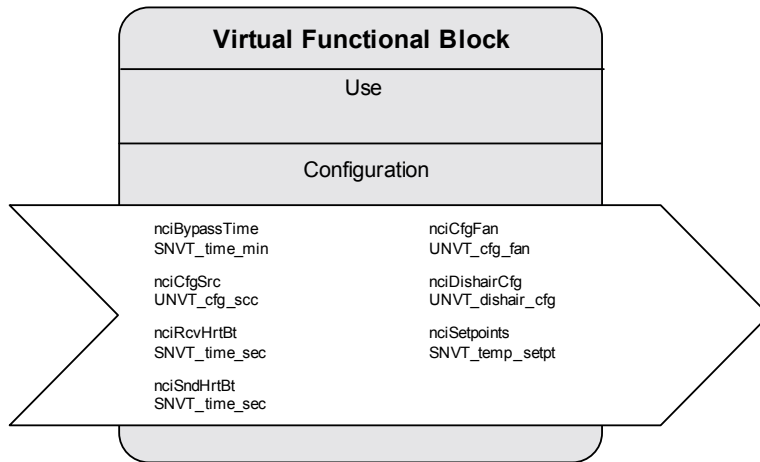 Virtual Functional Block
Use
Configuration
nciBypassTime
SNVT_time_min
nciCfgSrc
UNVT_cfg_scc
nciRcvHrtBt
SNVT_time_sec
nciSndHrtBt
SNVT_time_sec
nciCfgFan
UNVT_cfg_fan
nciDishairCfg
UNVT_dishair_cfg
nciSetpoints
SNVT_temp_setpt